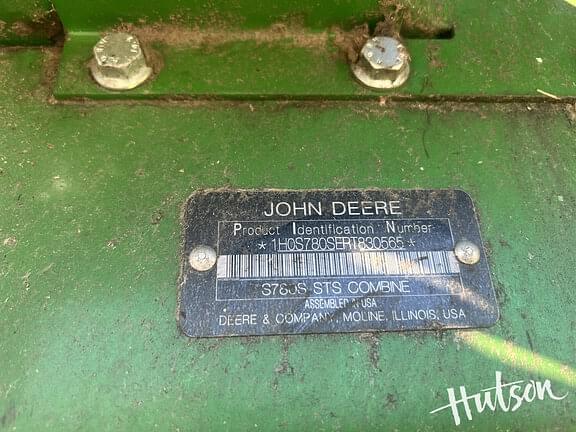 JOHN DEERE
Product Identification Number
*1H0S780SERT830565*
S780S STS COMBINE
ASSEMBLED IN USA
DEERE & COMPANY, MOLINE, ILLINOIS, USA
Hutson